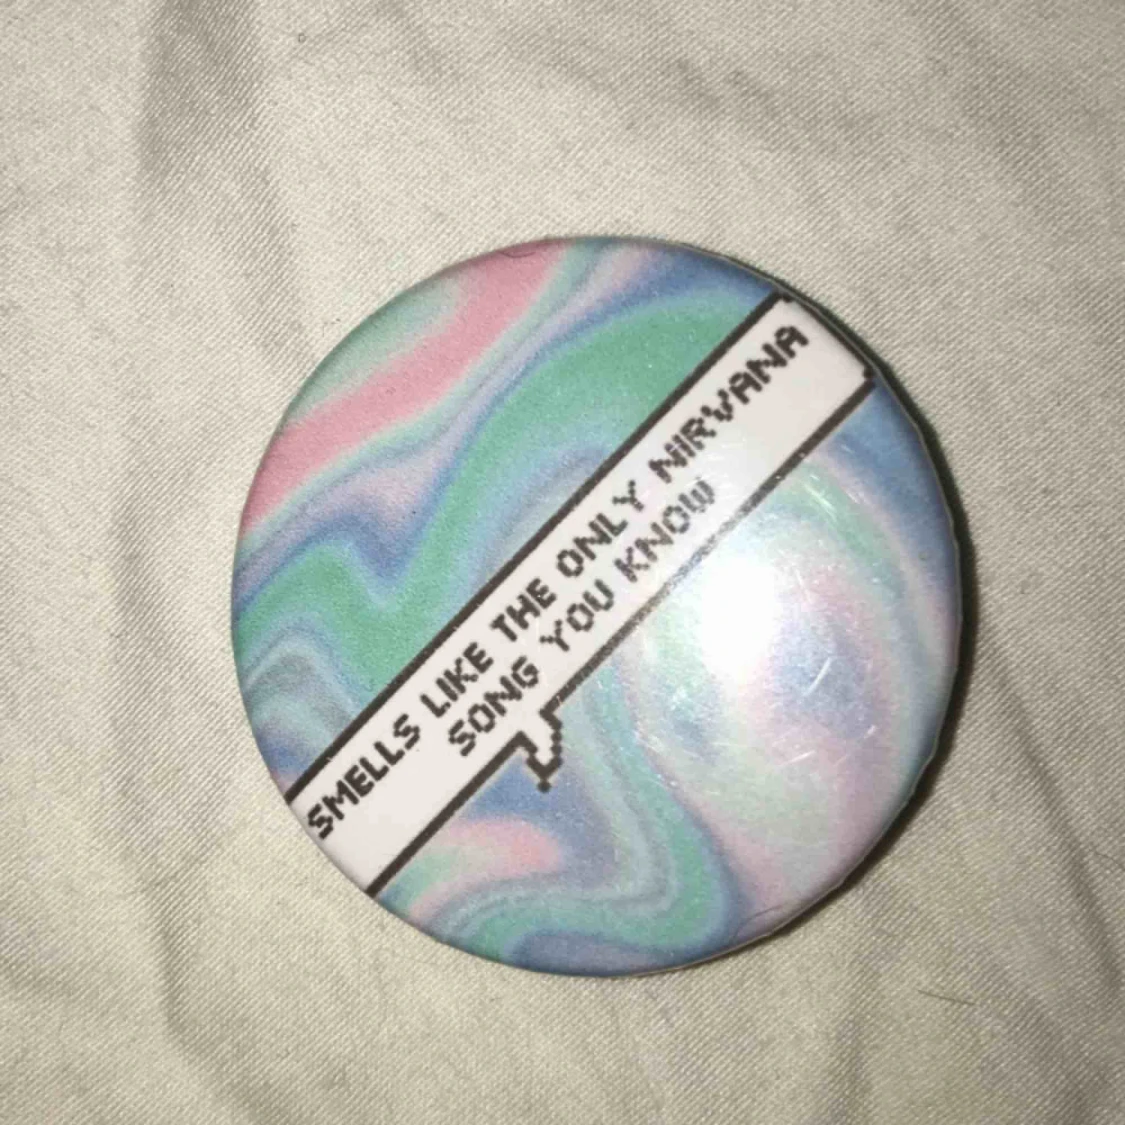 SMELLS LIKE THE ONLY NIRVANA
SONG YOU KNOW